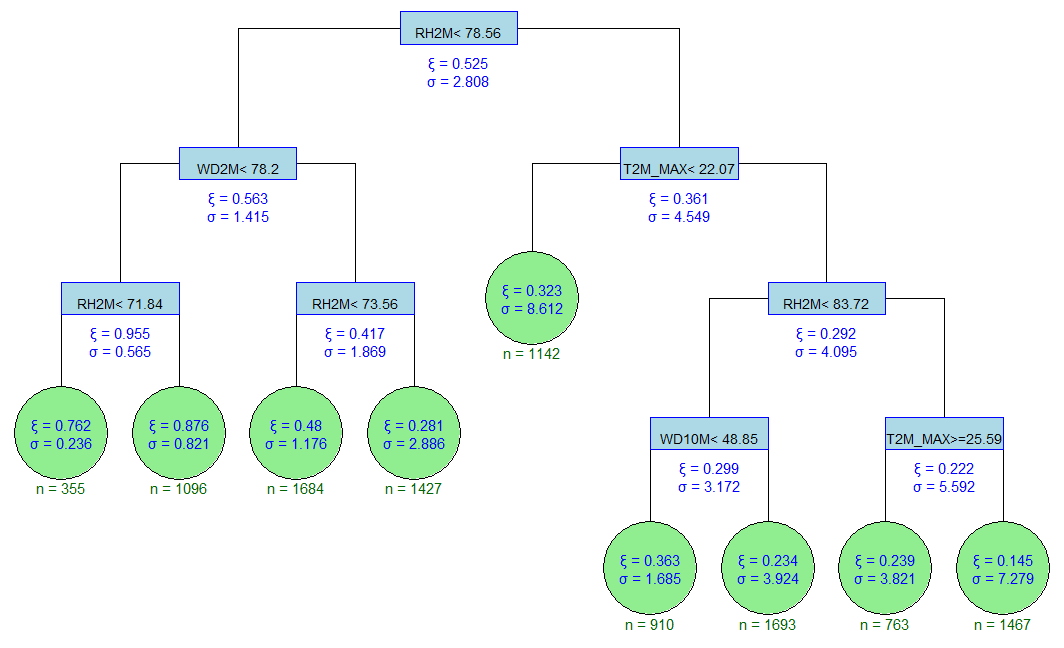 RH2M< 78.56
ξ = 0.525
σ = 2.808
WD2M< 78.2
ξ = 0.563
σ = 1.415
T2M_MAX< 22.07
ξ = 0.361
σ = 4.549
RH2M< 71.84
ξ = 0.955
σ = 0.565
RH2M< 73.56
ξ = 0.417
σ = 1.869
ξ = 0.323
σ = 8.612
n = 1142
RH2M< 83.72
ξ = 0.292
σ = 4.095
ξ = 0.762
σ = 0.236
n = 355
ξ = 0.876
σ = 0.821
n = 1096
ξ = 0.48
σ = 1.176
n = 1684
ξ = 0.281
σ = 2.886
n = 1427
WD10M< 48.85
ξ = 0.299
σ = 3.172
T2M_MAX>=25.59
ξ = 0.222
σ = 5.592
ξ = 0.363
σ = 1.685
n = 910
ξ = 0.234
σ = 3.924
n = 1693
ξ = 0.239
σ = 3.821
n = 763
ξ = 0.145
σ = 7.279
n = 1467